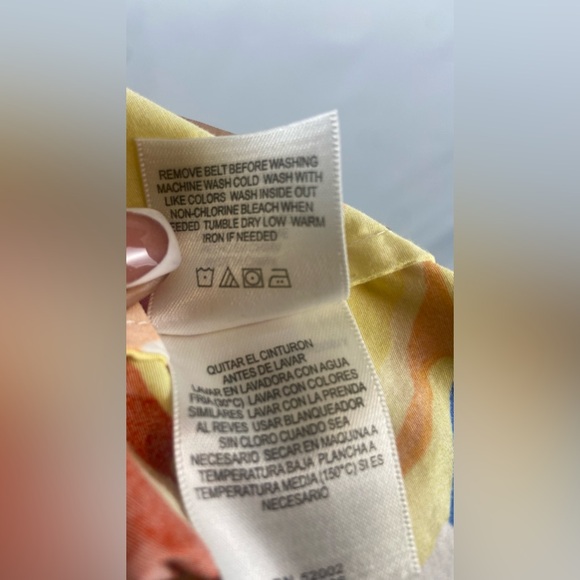 REMOVE BELT BEFORE WASHING
MACHINE WASH COLD WASH WITH
LIKE COLORS WASH INSIDE OUT
NON-CHLORINE BLEACH WHEN
NEEDED TUMBLE DRY LOW WARM
IRON IF NEEDED
QUITAR EL CINTURON
ANTES DE LAVAR
LAVAR EN LAVADORA CON AGUA
FRIA(30°C) LAVAR CON COLORES
SIMILARES LAVAR CON LA PRENDA
AL REVES USAR BLANQUEADOR
SIN CLORO CUANDO SEA
NECESARIO SECAR EN MAQUINA A
TEMPERATURA BAJA PLANCHA A
TEMPERATURA MEDIA (150°C) SI ES
NECESARIO
52002